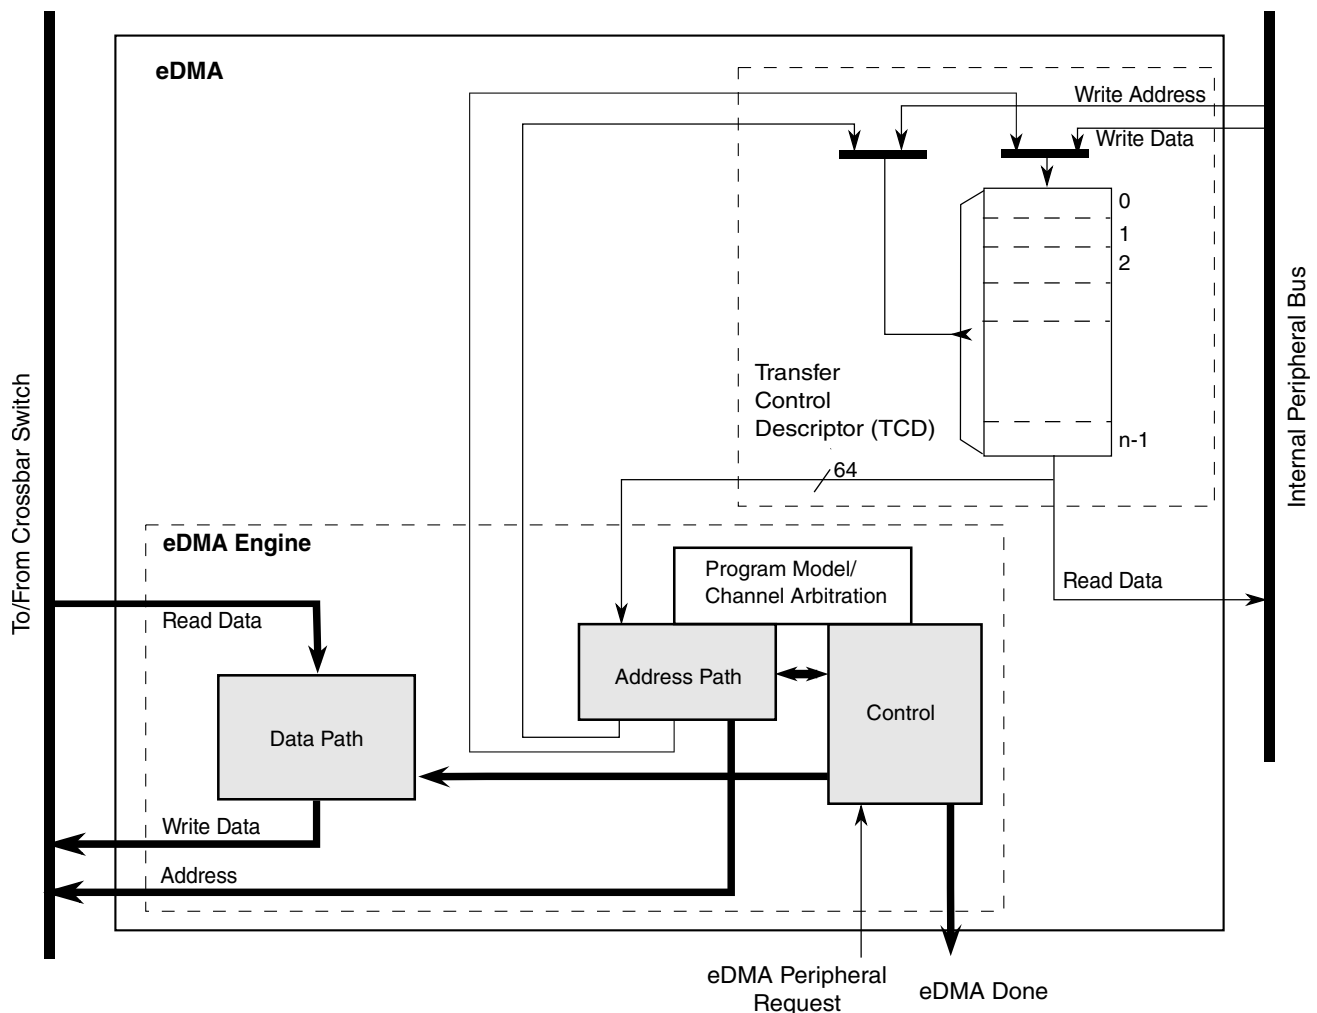 eDMA
Write Address
Write Data
0
1
2
Transfer
Control
Descriptor (TCD)
n-1
64
To/From Crossbar Switch
Internal Peripheral Bus
eDMA Engine
Program Model/
Channel Arbitration
Read Data
Read Data
Address Path
Control
Data Path
Write Data
Address
eDMA Peripheral
Request
eDMA Done